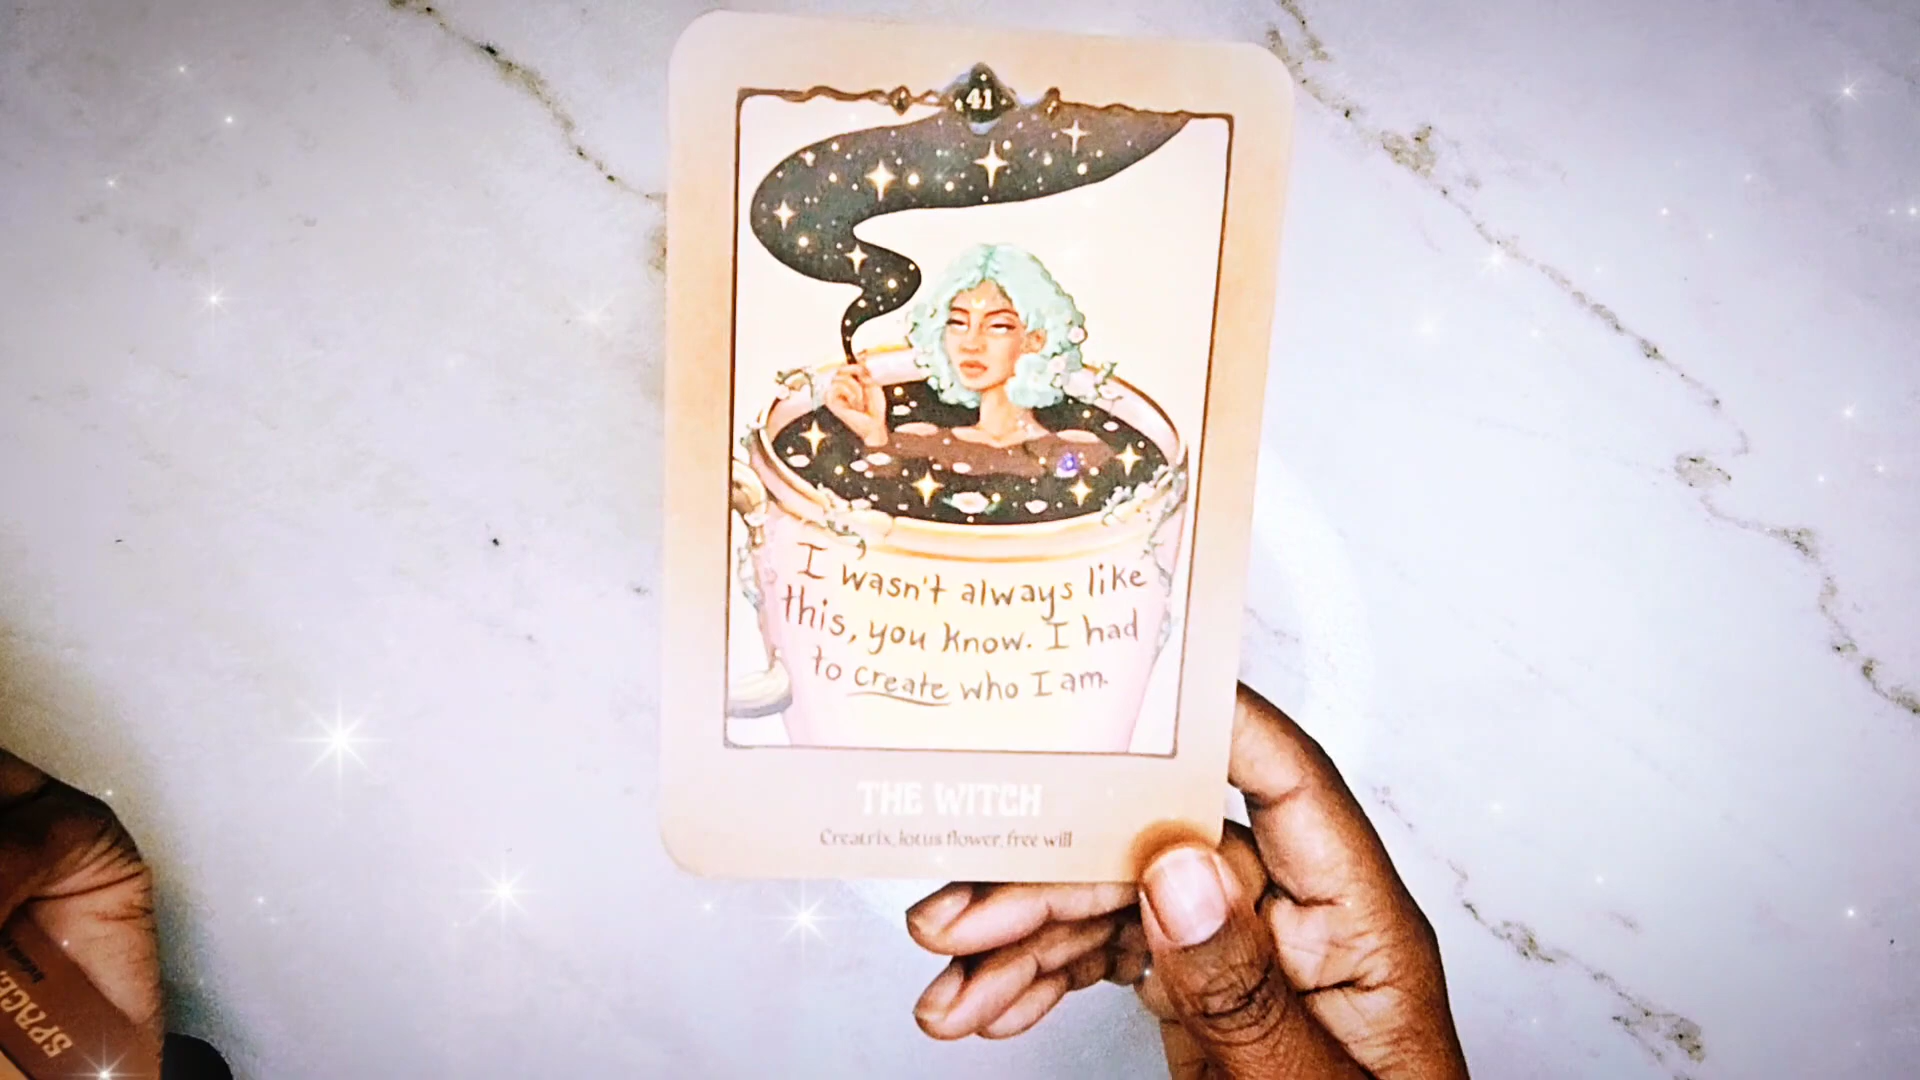 41
I wasn't always like
this, you know. I had
to create who I am.
THE WITCH
Creatrix, lotus flower, free will
SPACE